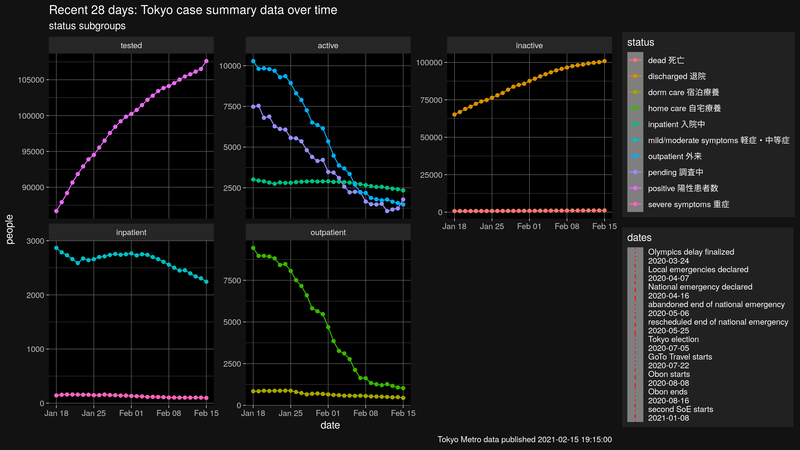 Recent 28 days: Tokyo case summary data over time
status subgroups
people
tested
105000
100000
95000
90000
active
10000
7500
5000
2500
inactive
100000
75000
50000
25000
0
Jan 18 Jan 25 Feb 01 Feb 08 Feb 15
inpatient
3000
2000
1000
0
Jan 18 Jan 25 Feb 01 Feb 08 Feb 15
outpatient
7500
5000
2500
0
Jan 18 Jan 25 Feb 01 Feb 08 Feb 15
date
status
dead 死亡
discharged 退院
dorm care 宿泊療養
home care 自宅療養
inpatient 入院中
mild/moderate symptoms 軽症・中等症
outpatient 外来
pending 調査中
positive 陽性患者数
severe symptoms 重症
dates
Olympics delay finalized
2020-03-24
Local emergencies declared
2020-04-07
National emergency declared
2020-04-16
abandoned end of national emergency
2020-05-06
rescheduled end of national emergency
2020-05-25
Tokyo election
2020-07-05
GoTo Travel starts
2020-07-22
Obon starts
2020-08-08
Obon ends
2020-08-16
second SoE starts
2021-01-08
Tokyo Metro data published 2021-02-15 19:15:00